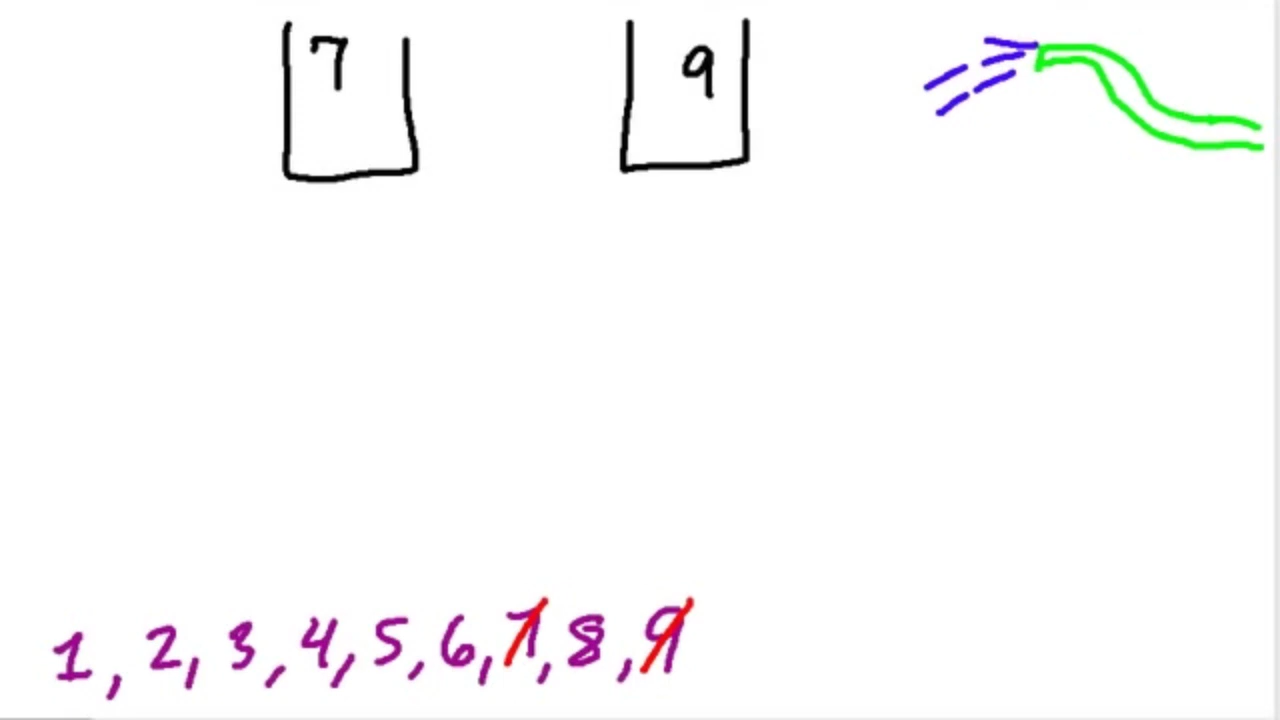 7 9
1, 2, 3, 4, 5, 6, 7, 8, 9